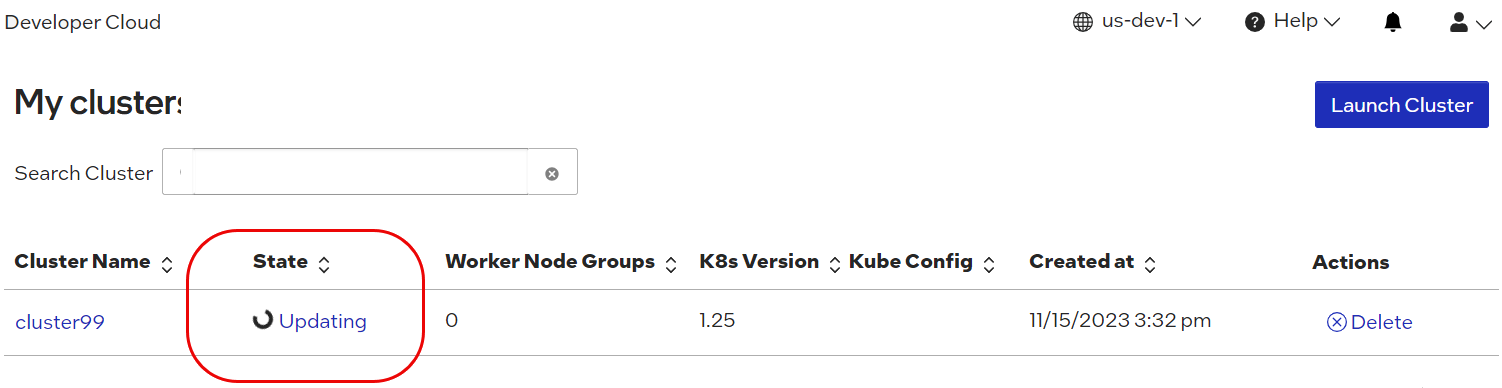 Developer Cloud us-dev-1 Help
My clusters Launch Cluster
Search Cluster
Cluster Name State Worker Node Groups K8s Version Kube Config Created at Actions
cluster99 Updating 0 1.25 11/15/2023 3:32 pm Delete